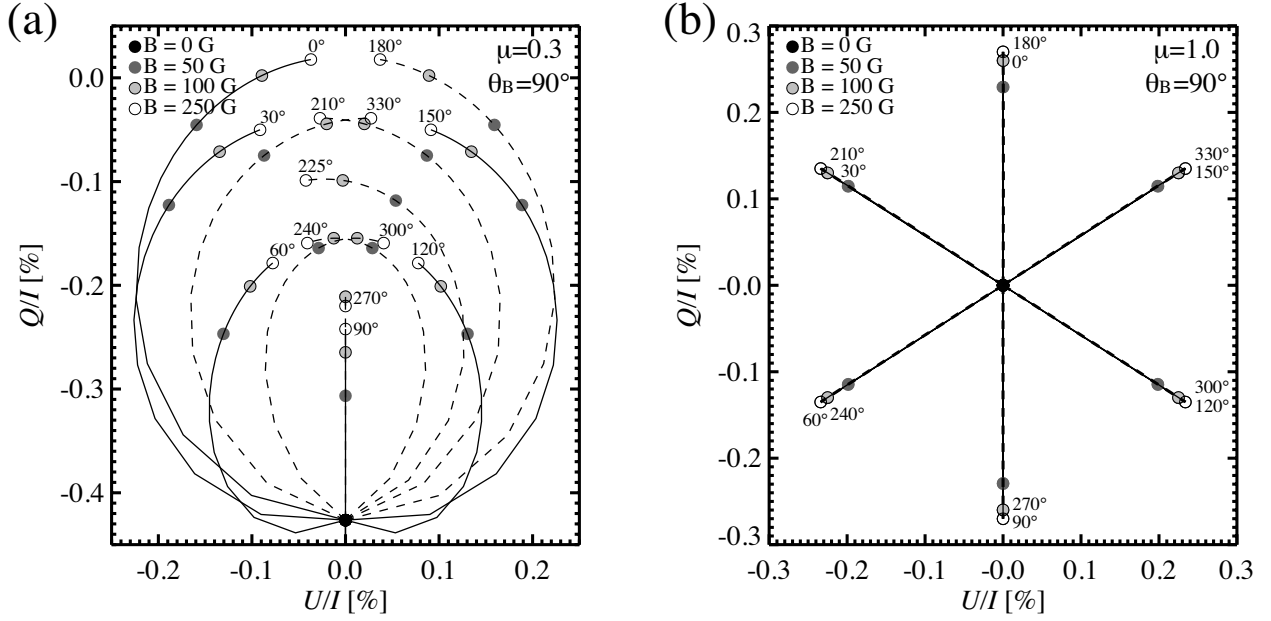 (a)
B = 0 G
B = 50 G
B = 100 G
B = 250 G
μ=0.3
θB=90°
0°
180°
30°
210°
330°
150°
225°
240°
300°
60°
120°
270°
90°
0.0
-0.1
-0.2
-0.3
-0.4
Q/I [%]
-0.2
-0.1
0.0
0.1
0.2
U/I [%]
(b)
B = 0 G
B = 50 G
B = 100 G
B = 250 G
μ=1.0
θB=90°
180°
0°
210°
30°
330°
150°
60°
240°
300°
120°
270°
90°
0.3
0.2
0.1
-0.0
-0.1
-0.2
-0.3
Q/I [%]
-0.3
-0.2
-0.1
-0.0
0.1
0.2
0.3
U/I [%]